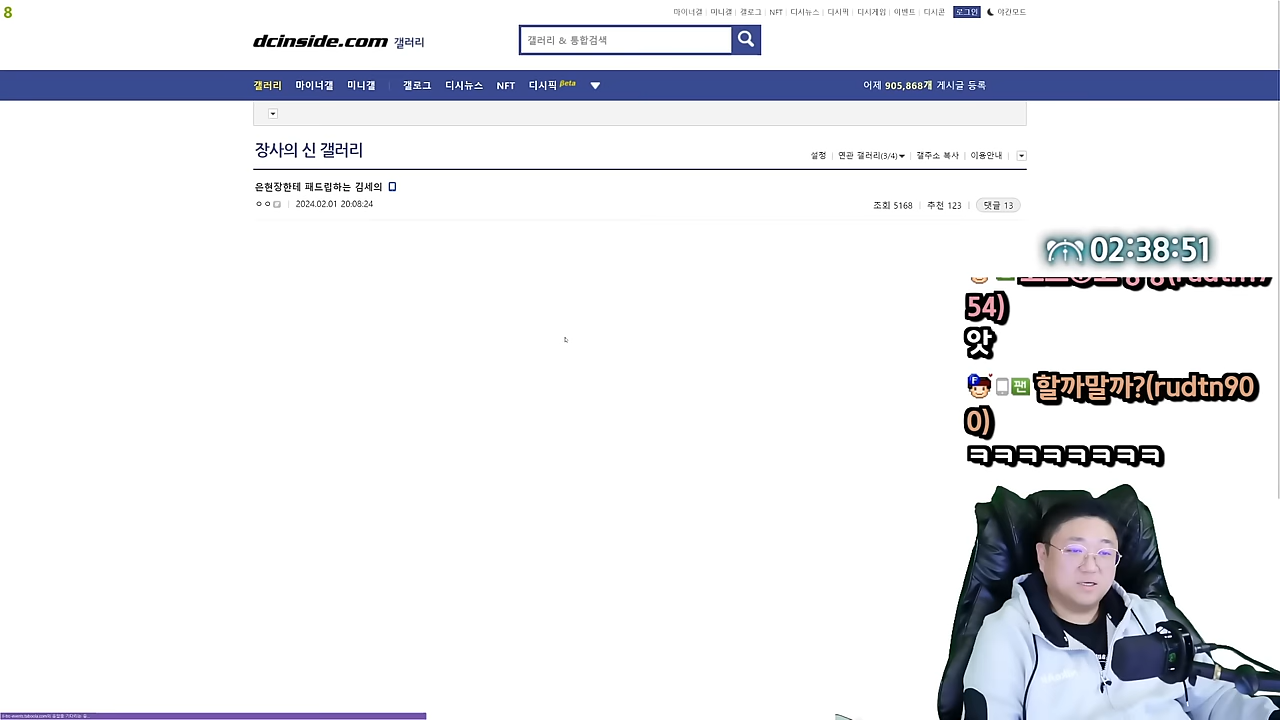 8
마이너갤 미니갤 갤로그 NFT 디시뉴스 디시픽 디시게임 이벤트 디시콘 로그인 야간모드
dcinside.com 갤러리
갤러리 & 통합검색
갤러리 마이너갤 미니갤 갤로그 디시뉴스 NFT 디시픽 Beta
어제 905,868개 게시글 등록
장사의 신 갤러리
설정 연관 갤러리(3/4) 갤주소 복사 이용안내
은현장한테 패드립하는 김세의
ㅇㅇ 2024.02.01 20:08:24
조회 5168 추천 123 댓글 13
02:38:51
54)
앗
F 팬 할까말까?(rudtn90
0)
ㅋㅋㅋㅋㅋㅋㅋㅋ